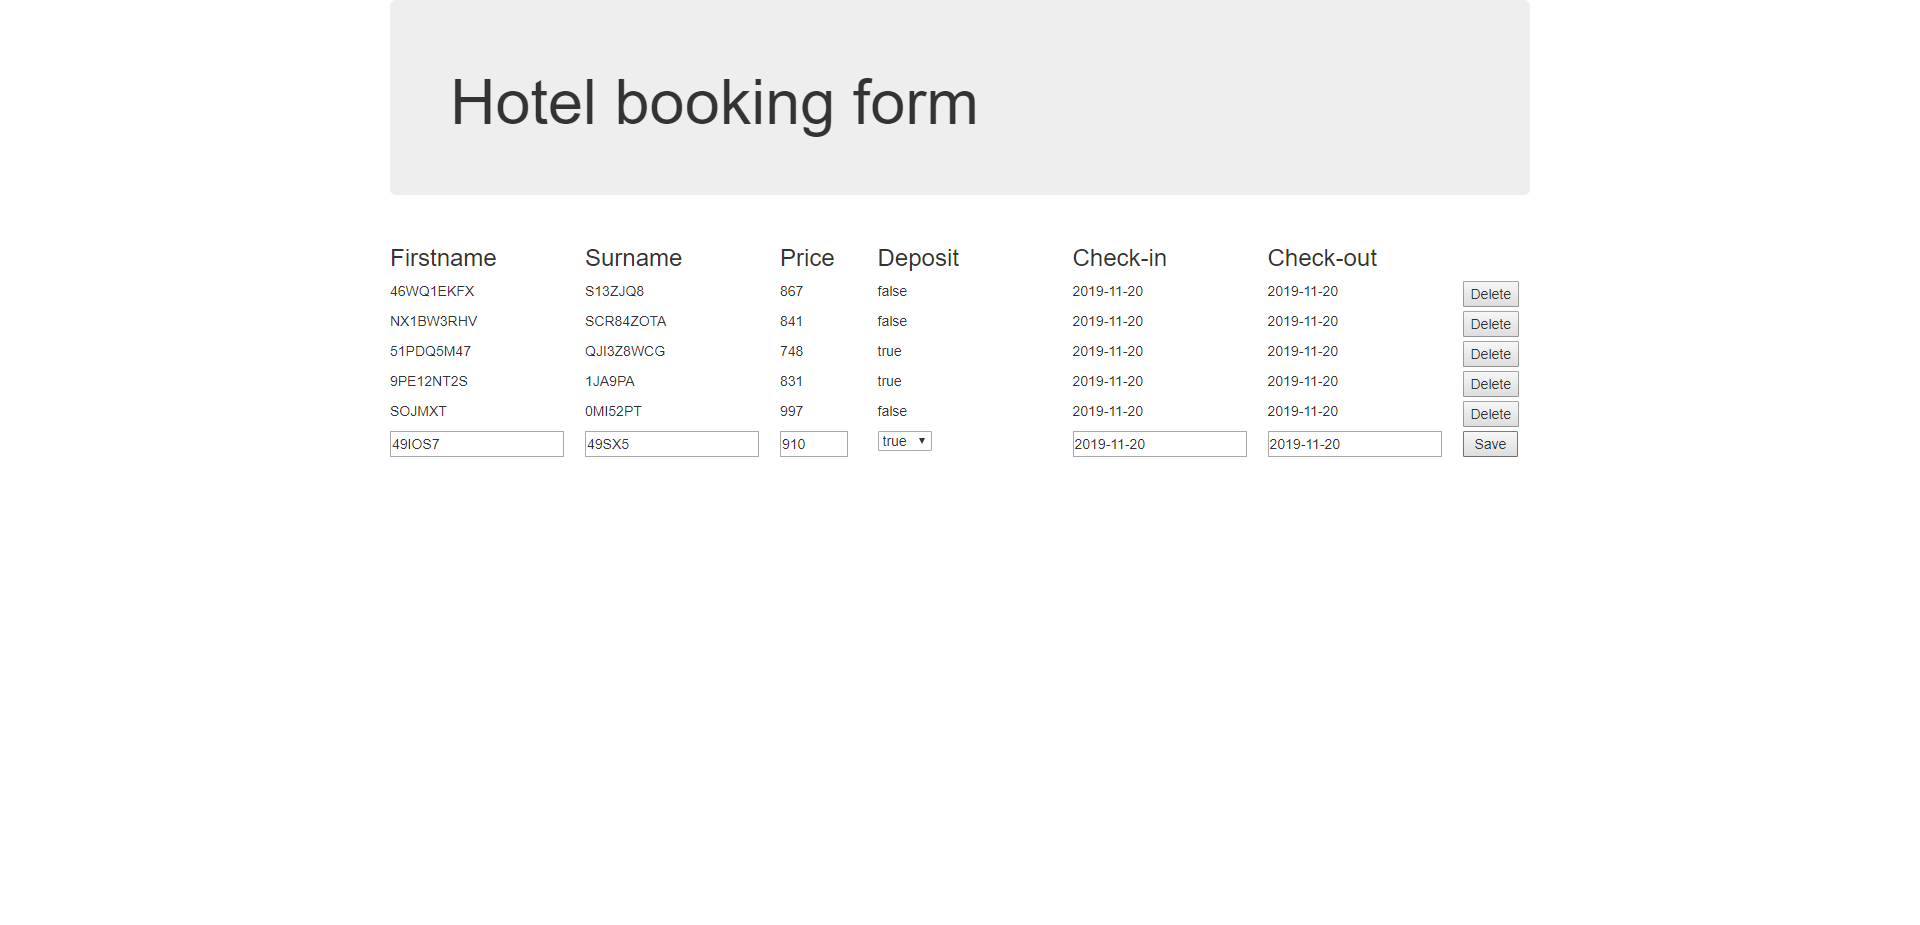 Hotel booking form
Firstname Surname Price Deposit Check-in Check-out
46WQ1EKFX S13ZJQ8 867 false 2019-11-20 2019-11-20 Delete
NX1BW3RHV SCR84ZOTA 841 false 2019-11-20 2019-11-20 Delete
51PDQ5M47 QJI3Z8WCG 748 true 2019-11-20 2019-11-20 Delete
9PE12NT2S 1JA9PA 831 true 2019-11-20 2019-11-20 Delete
SOJMXT 0MI52PT 997 false 2019-11-20 2019-11-20 Delete
49IOS7 49SX5 910 true 2019-11-20 2019-11-20 Save